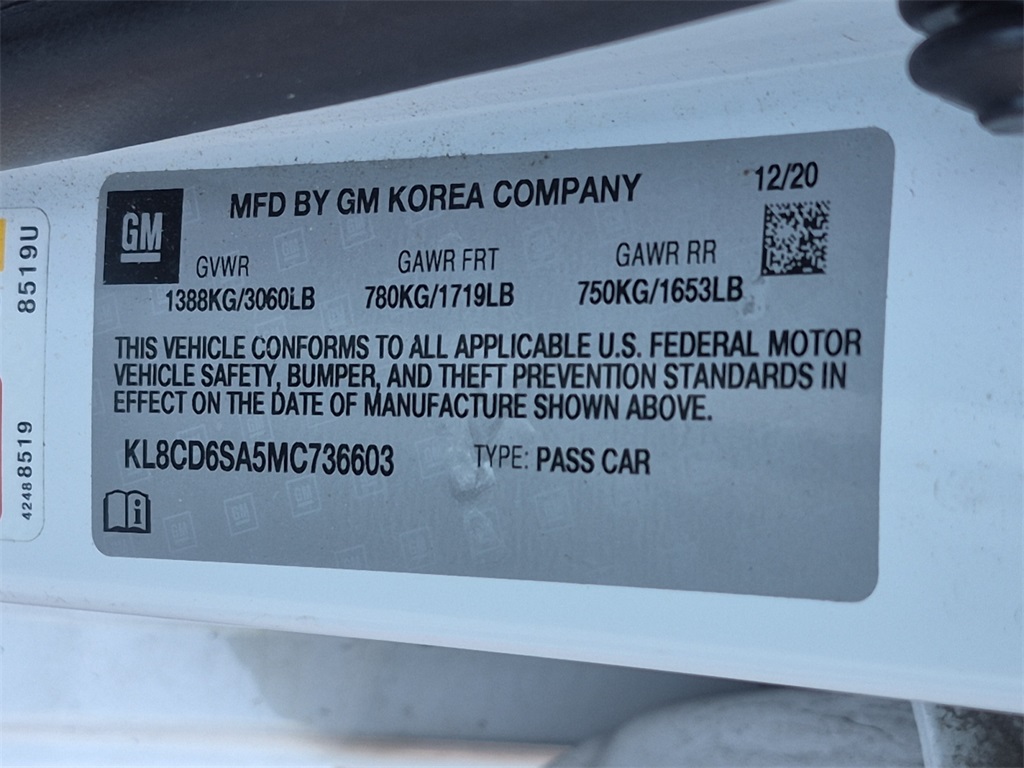 GM
MFD BY GM KOREA COMPANY
12/20
GVWR
GAWR FRT
GAWR RR
1388KG/3060LB
780KG/1719LB
750KG/1653LB
THIS VEHICLE CONFORMS TO ALL APPLICABLE U.S. FEDERAL MOTOR
VEHICLE SAFETY, BUMPER, AND THEFT PREVENTION STANDARDS IN
EFFECT ON THE DATE OF MANUFACTURE SHOWN ABOVE.
KL8CD6SA5MC736603
TYPE: PASS CAR
i
42488519
8519U